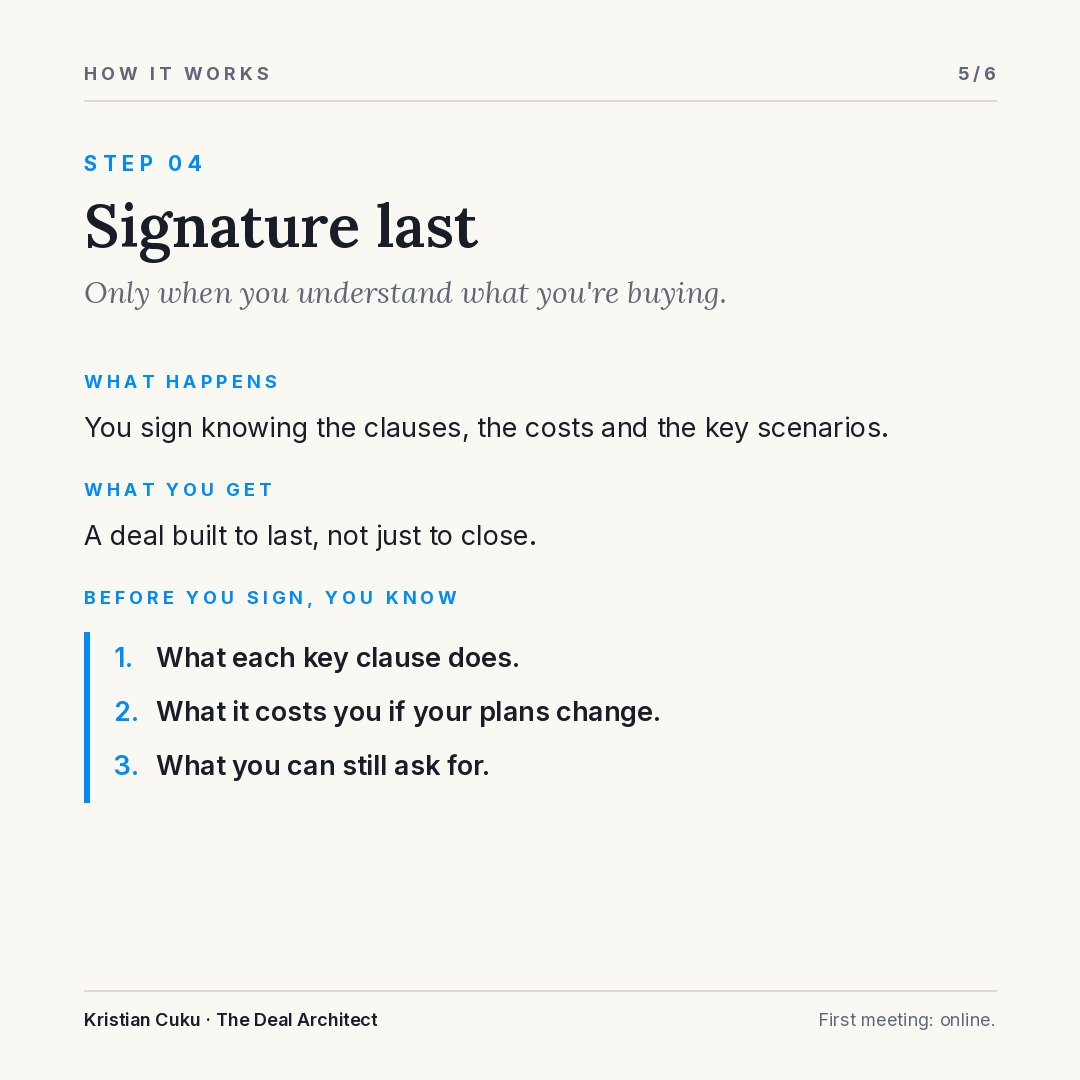 HOW IT WORKS
5/6
STEP 04
Signature last
Only when you understand what you're buying.
WHAT HAPPENS
You sign knowing the clauses, the costs and the key scenarios.
WHAT YOU GET
A deal built to last, not just to close.
BEFORE YOU SIGN, YOU KNOW
1. What each key clause does.
2. What it costs you if your plans change.
3. What you can still ask for.
Kristian Cuku · The Deal Architect
First meeting: online.